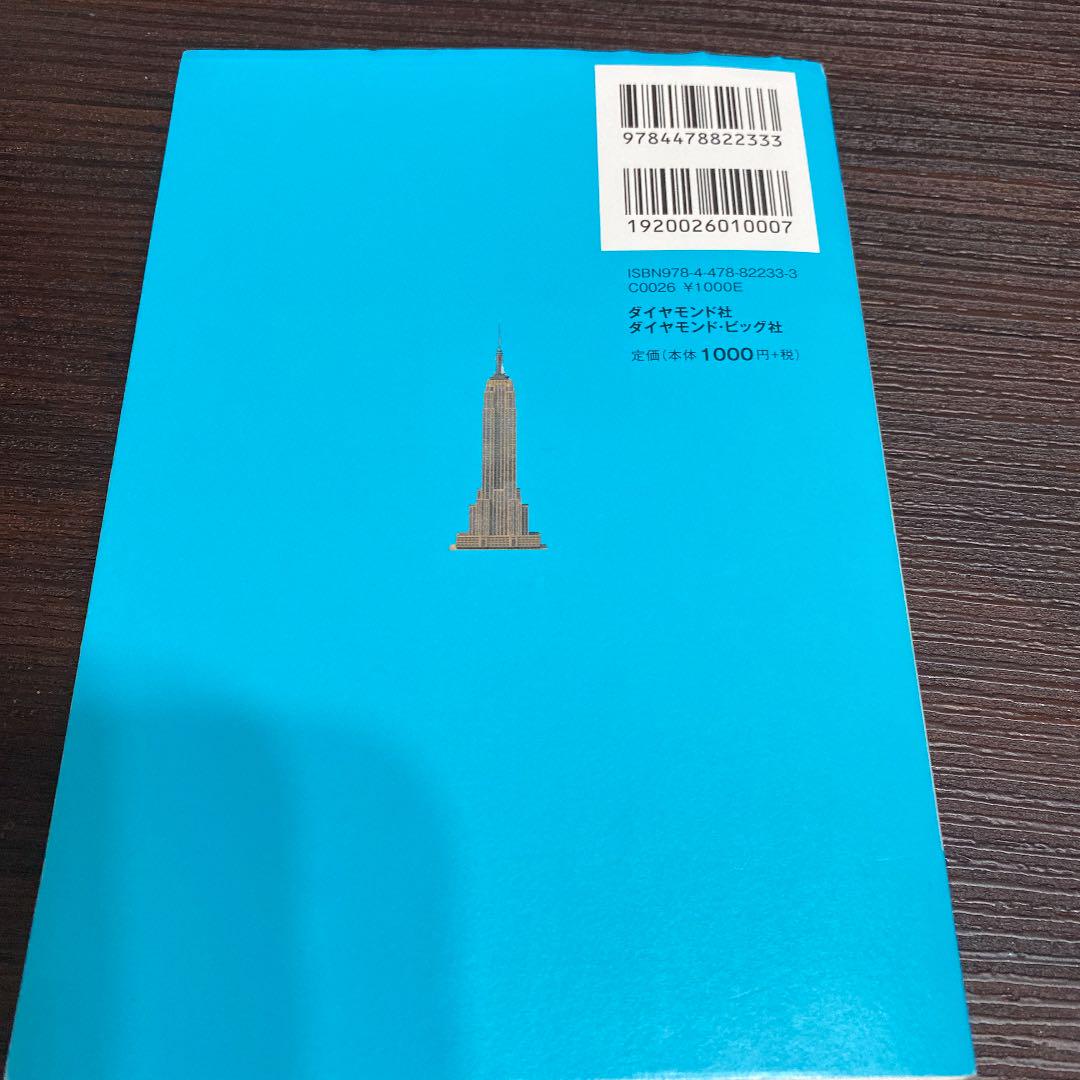 9784478822333
1920026010007
ISBN978-4-478-82233-3
C0026 ¥1000E
ダイヤモンド社
ダイヤモンド・ビッグ社
定価(本体1000円+税)